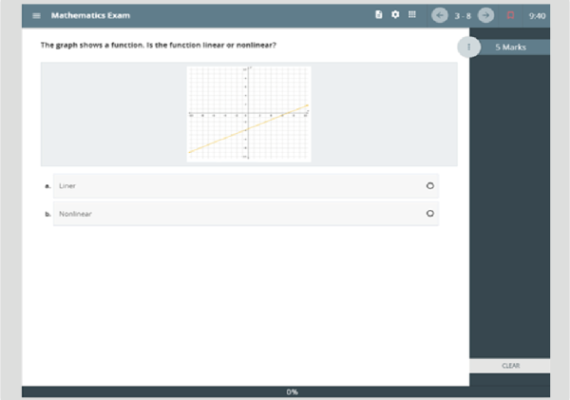 Mathematics Exam
3 - 8
9:40
The graph shows a function. Is the function linear or nonlinear?
5 Marks
a. Liner
b. Nonlinear
CLEAR
0%